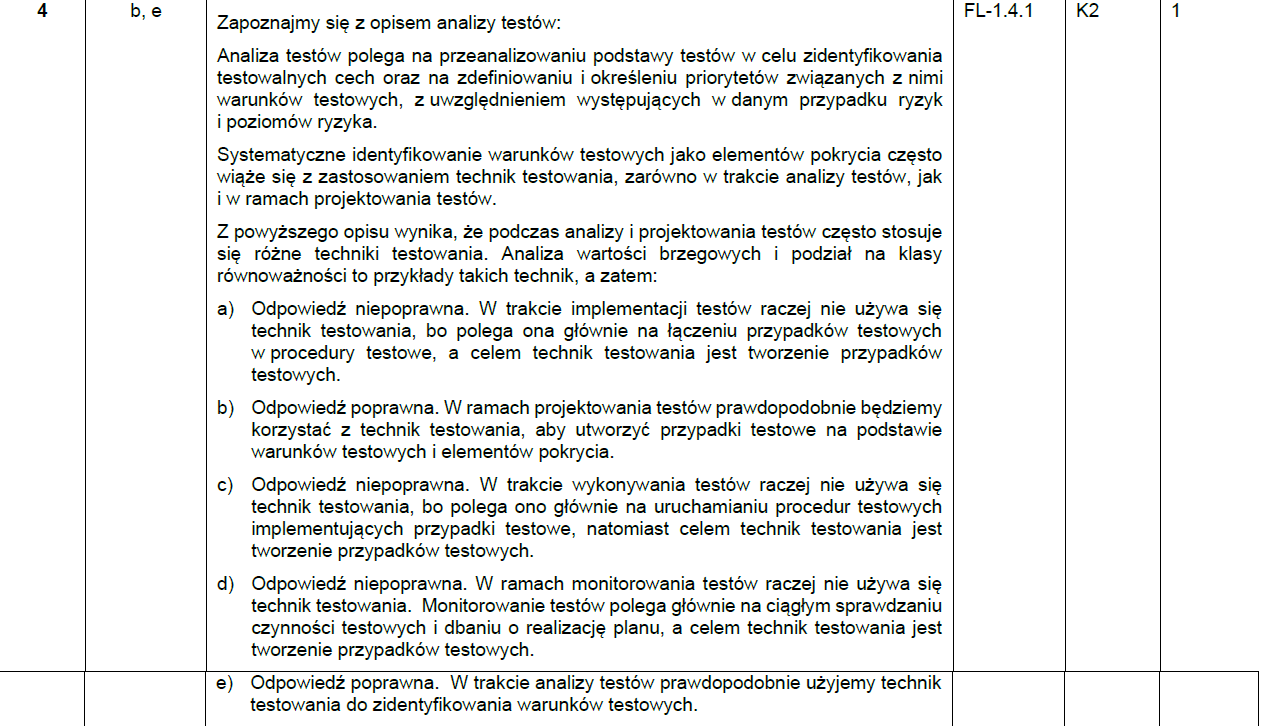 4 b, e Zapoznajmy się z opisem analizy testów: FL-1.4.1 K2 1
Analiza testów polega na przeanalizowaniu podstawy testów w celu zidentyfikowania
testowalnych cech oraz na zdefiniowaniu i określeniu priorytetów związanych z nimi
warunków testowych, z uwzględnieniem występujących w danym przypadku ryzyk
i poziomów ryzyka.
Systematyczne identyfikowanie warunków testowych jako elementów pokrycia często
wiąże się z zastosowaniem technik testowania, zarówno w trakcie analizy testów, jak
i w ramach projektowania testów.
Z powyższego opisu wynika, że podczas analizy i projektowania testów często stosuje
się różne techniki testowania. Analiza wartości brzegowych i podział na klasy
równoważności to przykłady takich technik, a zatem:
a) Odpowiedź niepoprawna. W trakcie implementacji testów raczej nie używa się
technik testowania, bo polega ona głównie na łączeniu przypadków testowych
w procedury testowe, a celem technik testowania jest tworzenie przypadków
testowych.
b) Odpowiedź poprawna. W ramach projektowania testów prawdopodobnie będziemy
korzystać z technik testowania, aby utworzyć przypadki testowe na podstawie
warunków testowych i elementów pokrycia.
c) Odpowiedź niepoprawna. W trakcie wykonywania testów raczej nie używa się
technik testowania, bo polega ono głównie na uruchamianiu procedur testowych
implementujących przypadki testowe, natomiast celem technik testowania jest
tworzenie przypadków testowych.
d) Odpowiedź niepoprawna. W ramach monitorowania testów raczej nie używa się
technik testowania. Monitorowanie testów polega głównie na ciągłym sprawdzaniu
czynności testowych i dbaniu o realizację planu, a celem technik testowania jest
tworzenie przypadków testowych.
e) Odpowiedź poprawna. W trakcie analizy testów prawdopodobnie użyjemy technik
testowania do zidentyfikowania warunków testowych.